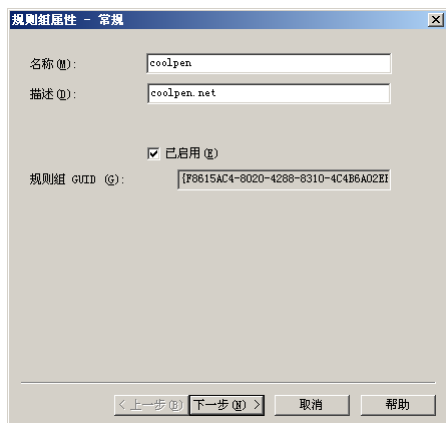 规则组属性 - 常规
名称(M):
coolpen
描述(D):
coolpen.net
已启用(E)
规则组 GUID (G):
{F8615AC4-8020-4288-8310-4C4B6A02EE
< 上一步(B) 下一步(N) > 取消 帮助